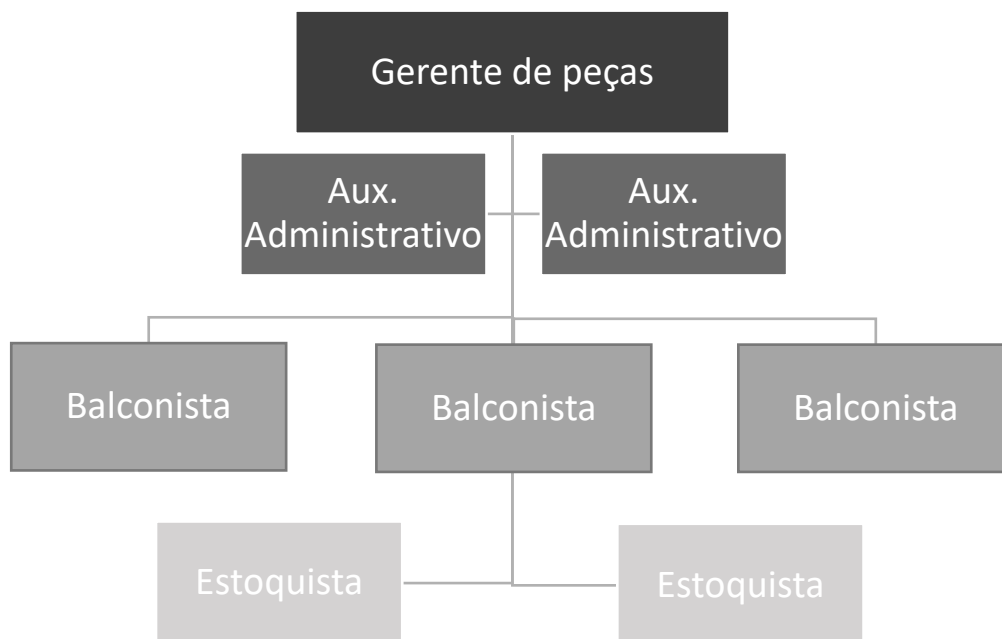 Gerente de peças
Aux.
Administrativo
Aux.
Administrativo
Balconista
Balconista
Balconista
Estoquista
Estoquista